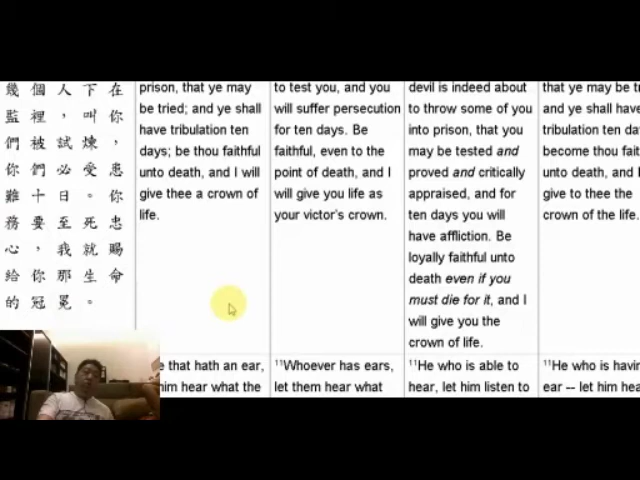 幾個人下在
監裡，叫你
們被試煉，
你們必受患
難十日。你
務要至死忠
心，我就賜
給你那生命
的冠冕。
prison, that ye may
be tried; and ye shall
have tribulation ten
days; be thou faithful
unto death, and I will
give thee a crown of
life.
that hath an ear,
him hear what the
to test you, and you
will suffer persecution
for ten days. Be
faithful, even to the
point of death, and I
will give you life as
your victor's crown.
11Whoever has ears,
let them hear what
devil is indeed about
to throw some of you
into prison, that you
may be tested and
proved and critically
appraised, and for
ten days you will
have affliction. Be
loyally faithful unto
death even if you
must die for it, and I
will give you the
crown of life.
11He who is able to
hear, let him listen to
that ye may be
and ye shall have
tribulation ten
become thou
unto death, and I
give to thee the
crown of the life.
11He who is
ear -- let him